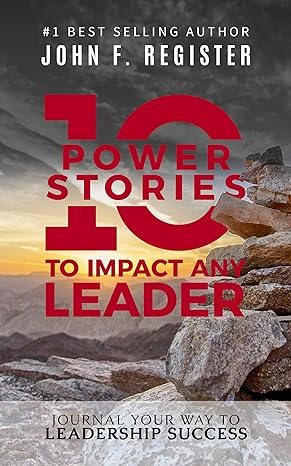 #1 BEST SELLING AUTHOR
JOHN F. REGISTER
10
POWER
STORIES
TO IMPACT ANY
LEADER
JOURNAL YOUR WAY TO
LEADERSHIP SUCCESS